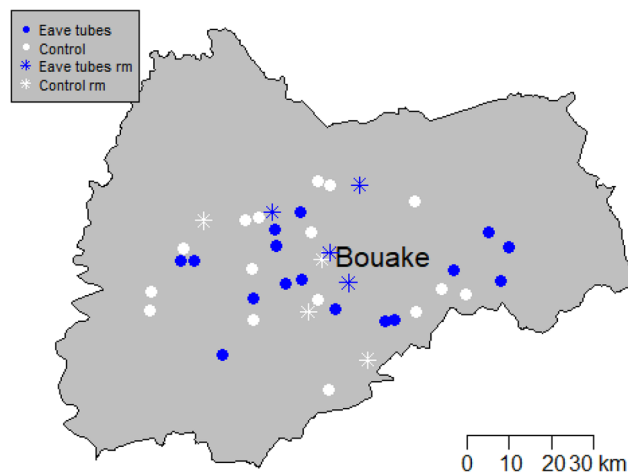 Eave tubes
Control
Eave tubes rm
Control rm
Bouake
0 10 20 30 km